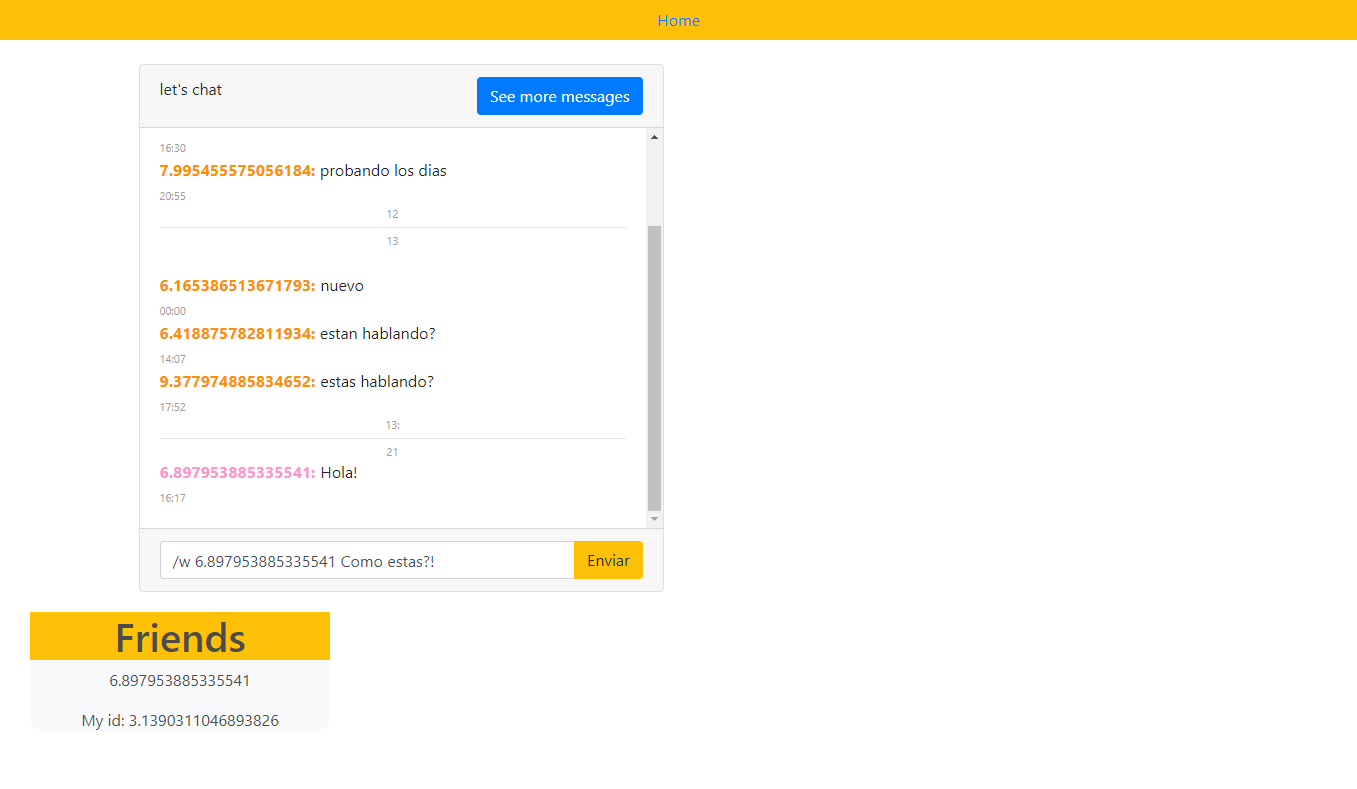 Home
let's chat
See more messages
16:30
7.995455575056184: probando los dias
20:55
12
13
6.165386513671793: nuevo
00:00
6.418875782811934: estan hablando?
14:07
9.377974885834652: estas hablando?
17:52
13:
21
6.897953885335541: Hola!
16:17
/w 6.897953885335541 Como estas?!
Enviar
Friends
6.897953885335541
My id: 3.1390311046893826